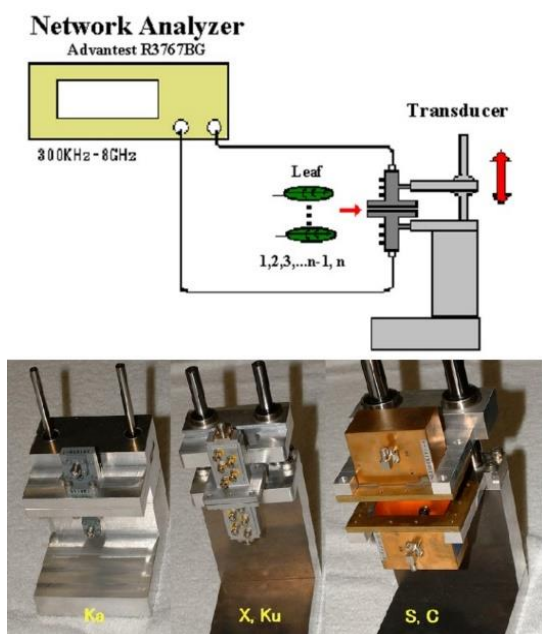 Network Analyzer
Advantest R3767BG
Transducer
300KHz-8GHz
Leaf
1,2,3,...n-1, n
Ka
X, Ku
S, C